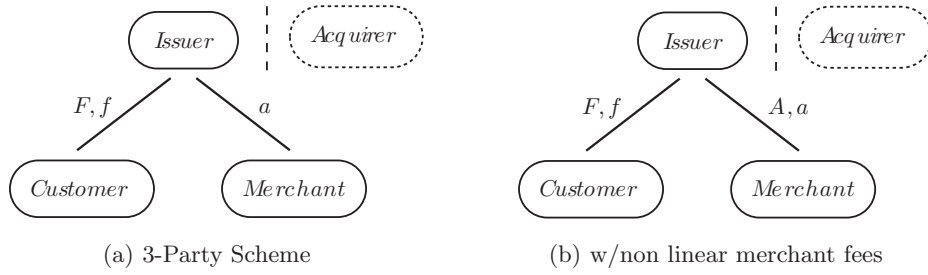 Issuer Acquirer Issuer Acquirer
F, f a F, f A, a
Customer Merchant Customer Merchant
(a) 3-Party Scheme (b) w/non linear merchant fees